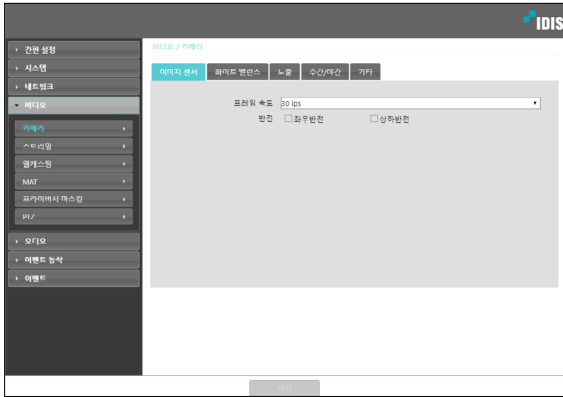 IDIS
간편 설정
시스템
네트워크
비디오
카메라
스트리밍
웹캐스팅
MAT
프라이버시 마스킹
PTZ
오디오
이벤트 동작
이벤트
비디오 / 카메라
이미지 센서 화이트 밸런스 노출 주간/야간 기타
프레임 속도 30 ips
반전 좌우반전 상하반전
저장